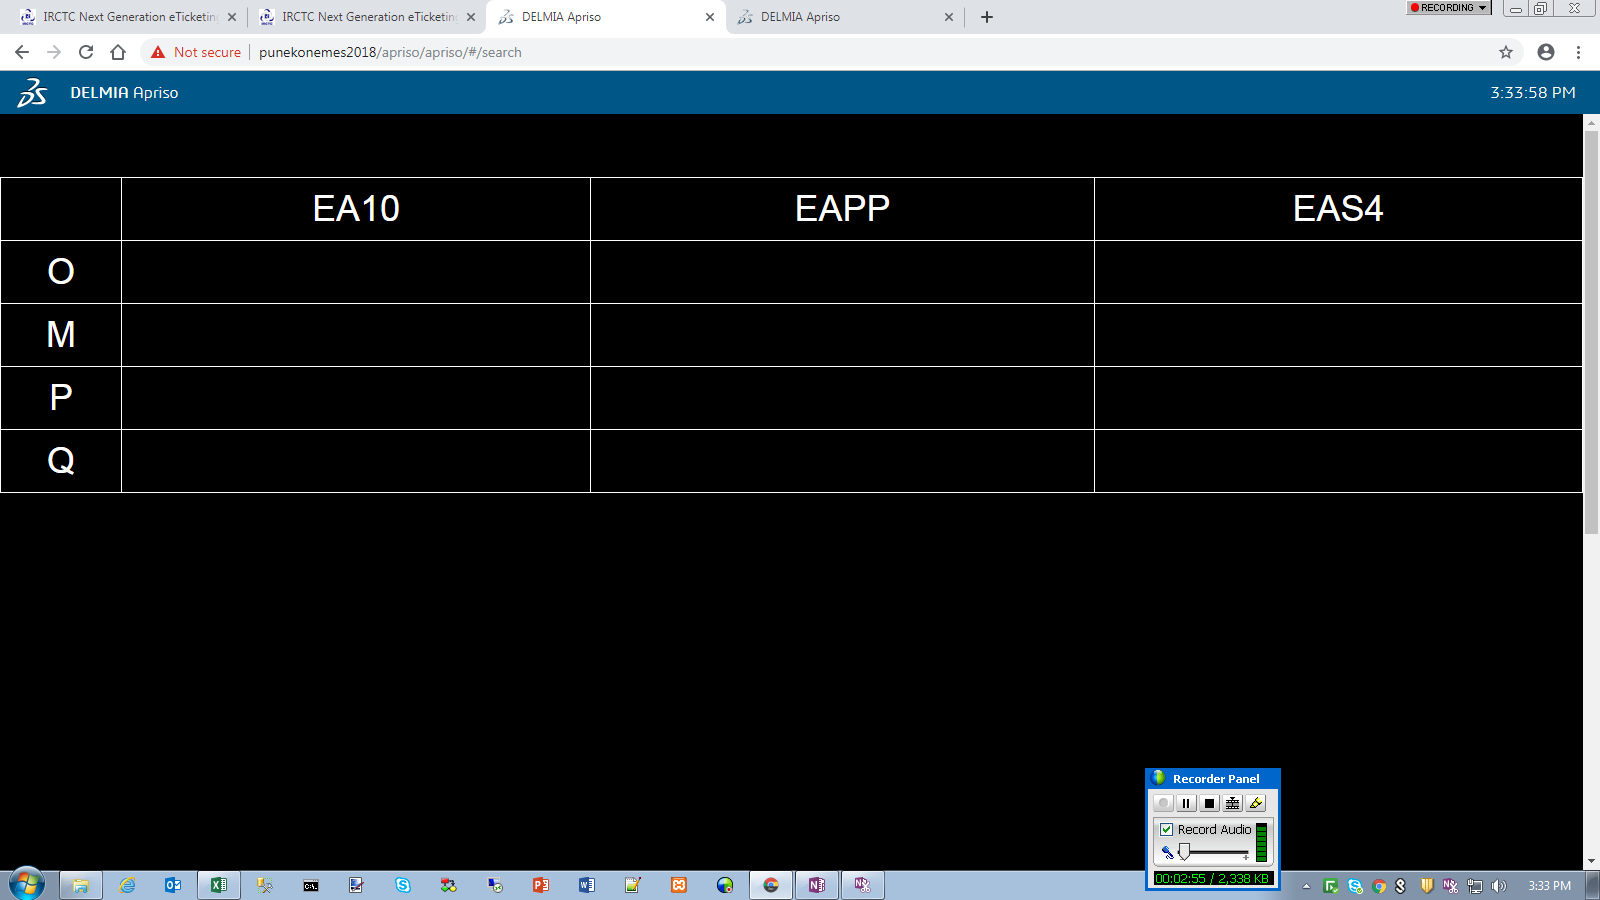 IRCTC Next Generation eTicketing
IRCTC Next Generation eTicketing
DELMIA Apriso
DELMIA Apriso
RECORDING
Not secure
punekonemes2018/apriso/apriso/#/search
DELMIA Apriso
3:33:58 PM
EA10 EAPP EAS4
O
M
P
Q
Recorder Panel
Record Audio
00:02:55 / 2,338 KB
3:33 PM